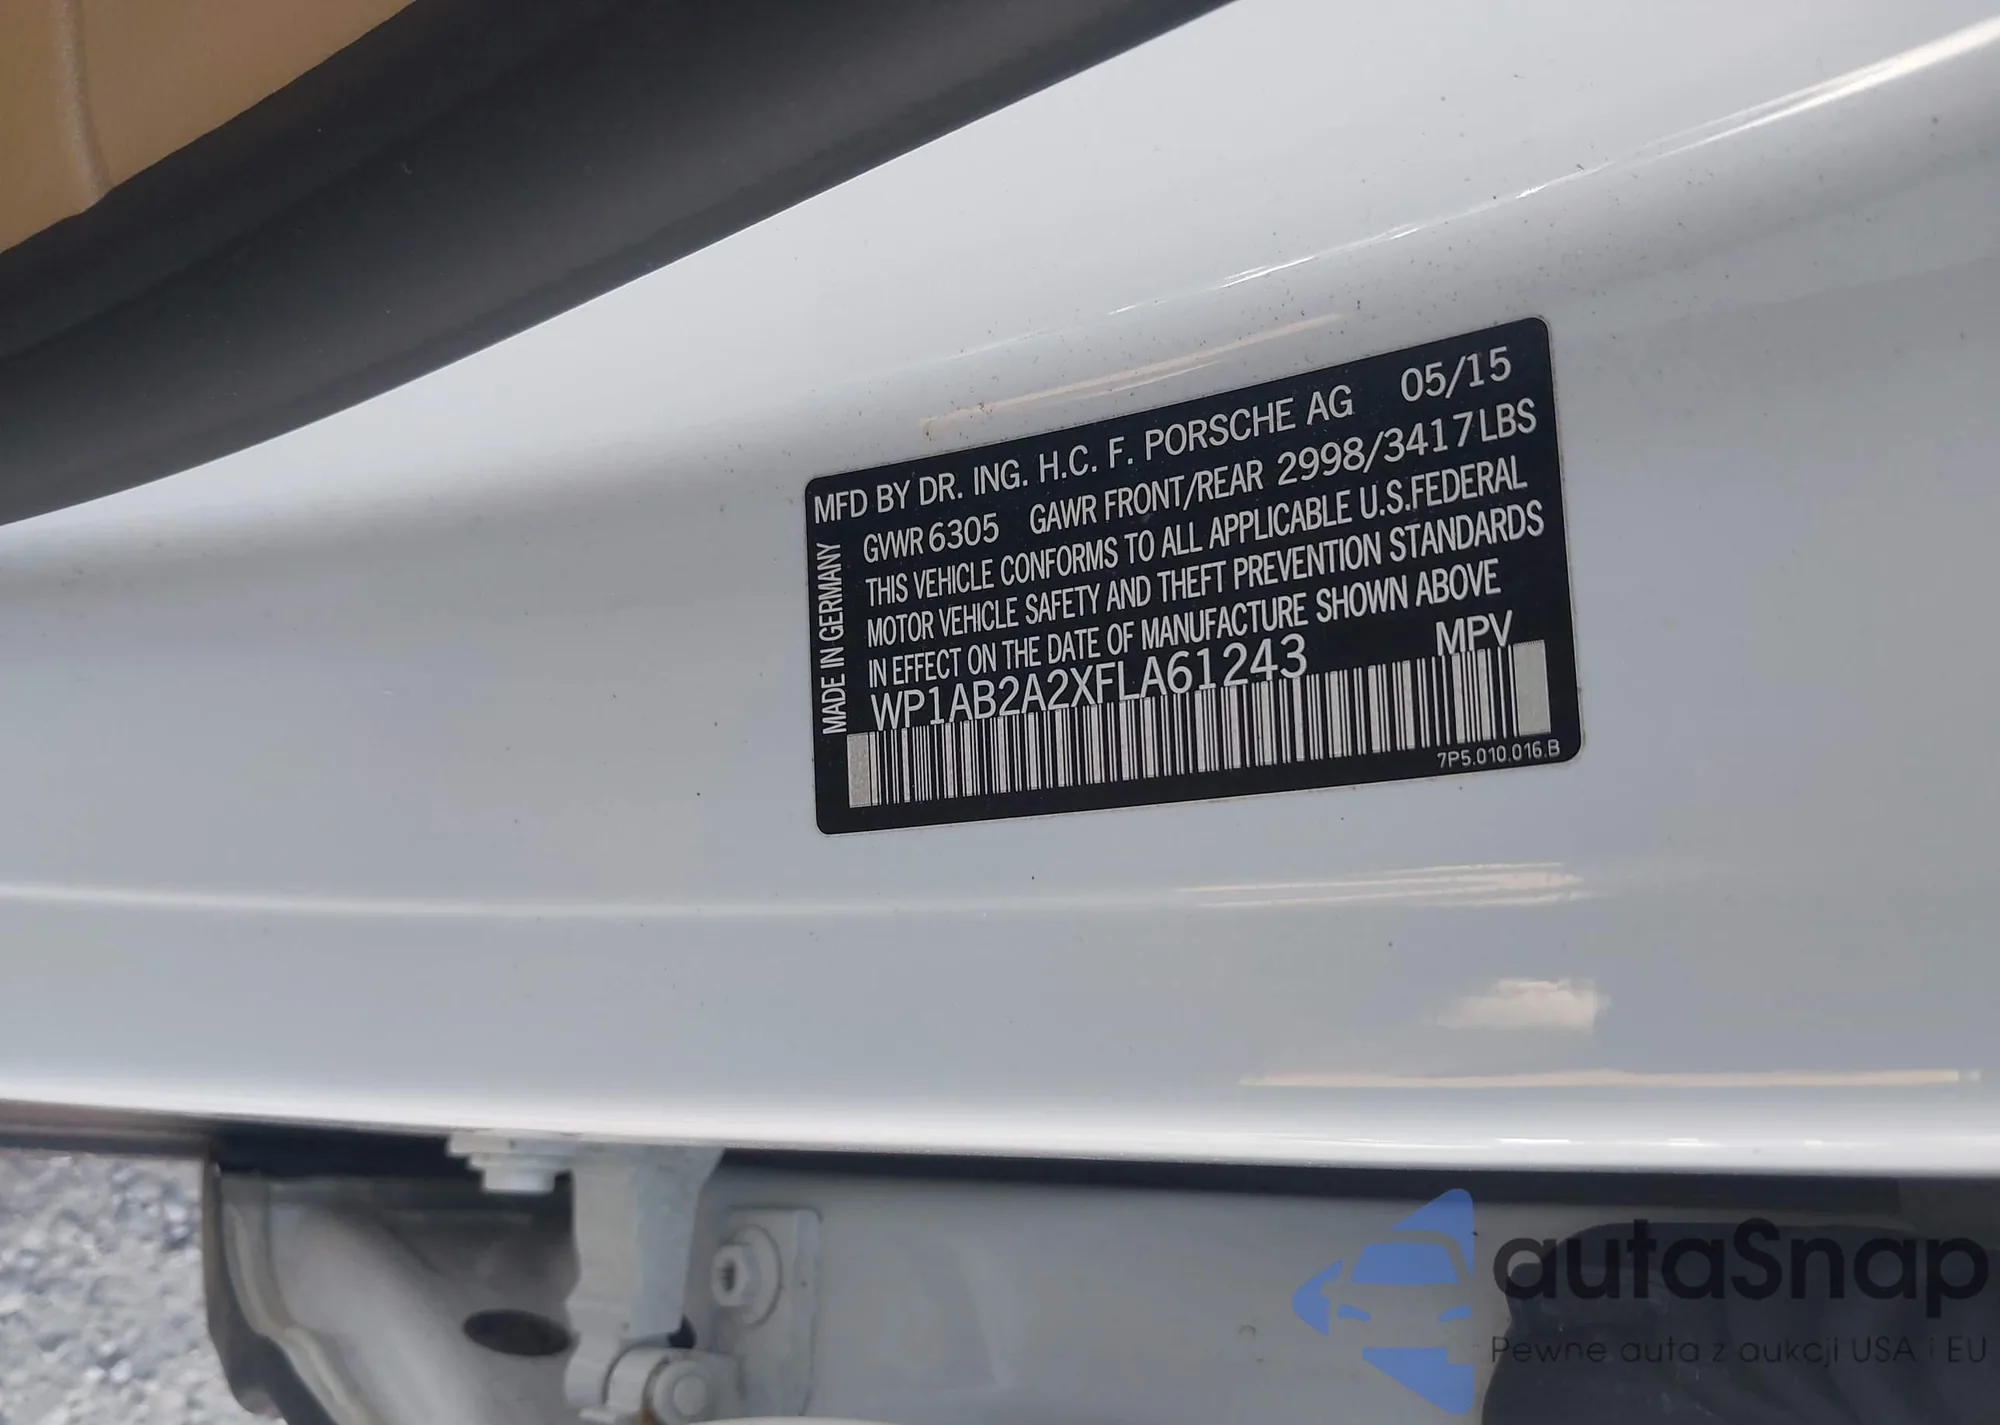 MFD BY DR. ING. H.C. F. PORSCHE AG 05/15
GVWR 6305 GAWR FRONT/REAR 2998/3417LBS
THIS VEHICLE CONFORMS TO ALL APPLICABLE U.S.FEDERAL
MOTOR VEHICLE SAFETY AND THEFT PREVENTION STANDARDS
IN EFFECT ON THE DATE OF MANUFACTURE SHOWN ABOVE
WP1AB2A2XFLA61243 MPV
7P5.010.016.B
MADE IN GERMANY
autaSnap
Pewne auta z aukcji USA i EU